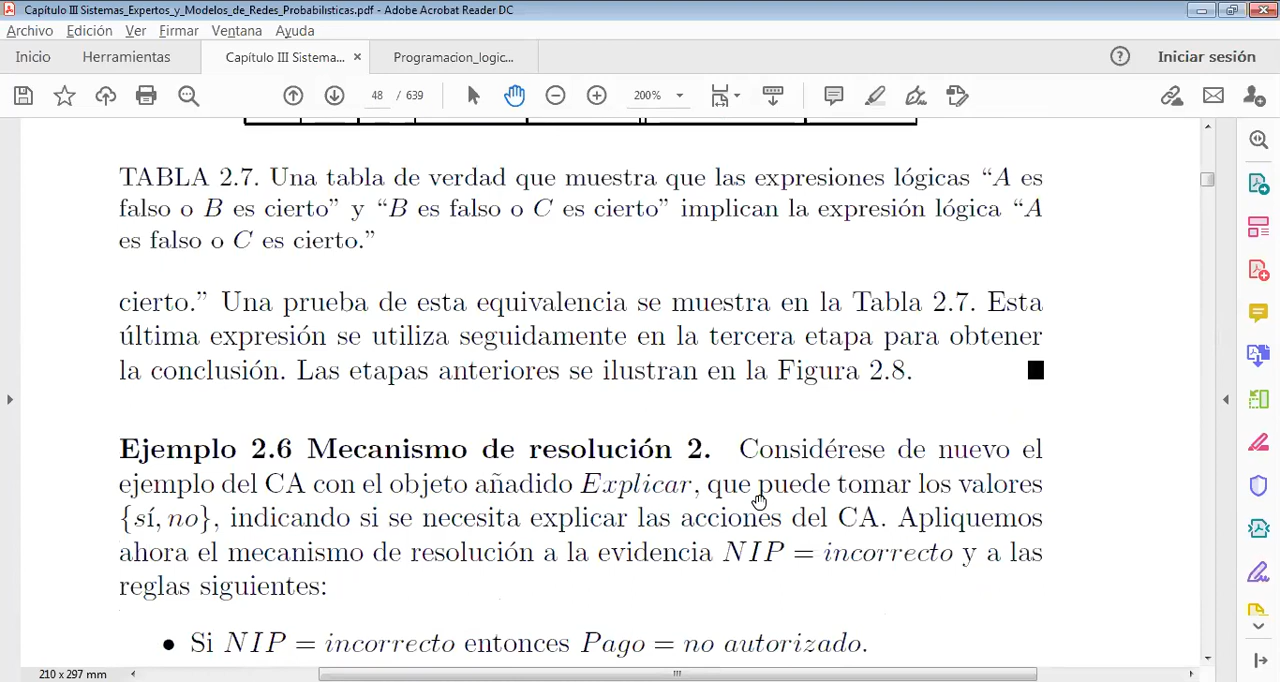 Capítulo III Sistemas_Expertos_y_Modelos_de_Redes_Probabilisticas.pdf - Adobe Acrobat Reader DC
Archivo Edición Ver Firmar Ventana Ayuda
Inicio Herramientas Capítulo III Sistema... × Programacion_logic... ? Iniciar sesión
48 / 639 200%
TABLA 2.7. Una tabla de verdad que muestra que las expresiones lógicas “A es
falso o B es cierto” y “B es falso o C es cierto” implican la expresión lógica “A
es falso o C es cierto.”
cierto.” Una prueba de esta equivalencia se muestra en la Tabla 2.7. Esta
última expresión se utiliza seguidamente en la tercera etapa para obtener
la conclusión. Las etapas anteriores se ilustran en la Figura 2.8. ■
Ejemplo 2.6 Mecanismo de resolución 2. Considérese de nuevo el
ejemplo del CA con el objeto añadido Explicar, que puede tomar los valores
{sí, no}, indicando si se necesita explicar las acciones del CA. Apliquemos
ahora el mecanismo de resolución a la evidencia NIP = incorrecto y a las
reglas siguientes:
• Si NIP = incorrecto entonces Pago = no autorizado.
210 x 297 mm